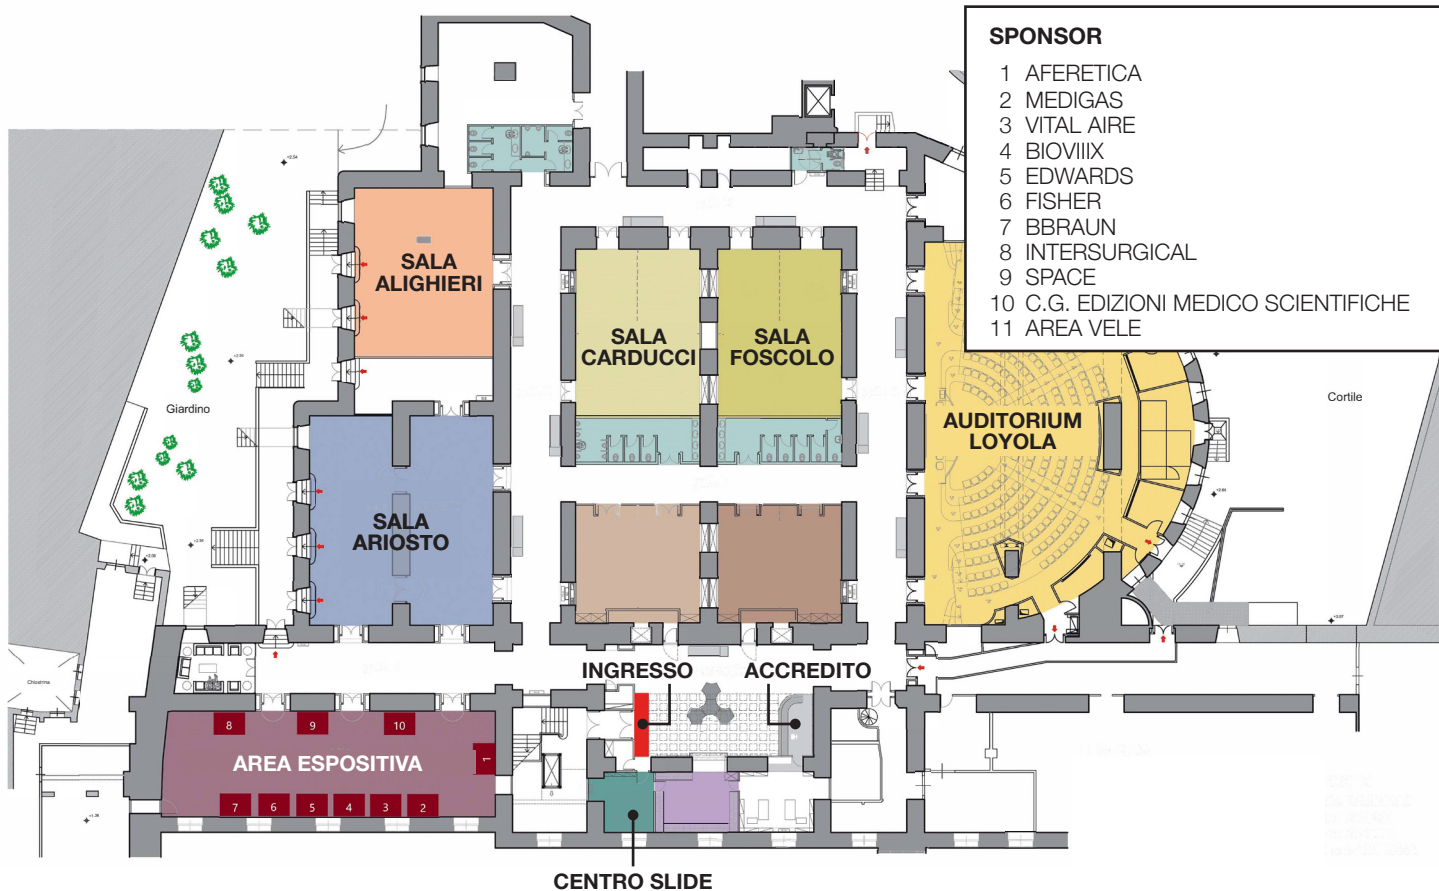 SPONSOR
1 AFERETICA
2 MEDIGAS
3 VITAL AIRE
4 BIOVIIIX
5 EDWARDS
6 FISHER
7 BBRAUN
8 INTERSURGICAL
9 SPACE
10 C.G. EDIZIONI MEDICO SCIENTIFICHE
11 AREA VELE
SALA
ALIGHIERI
SALA
CARDUCCI
SALA
FOSCOLO
Giardino
AUDITORIUM
LOYOLA
Cortile
SALA
ARIOSTO
INGRESSO
ACCREDITO
Chiostrina
8
9
10
1
AREA ESPOSITIVA
7
6
5
4
3
2
CENTRO SLIDE